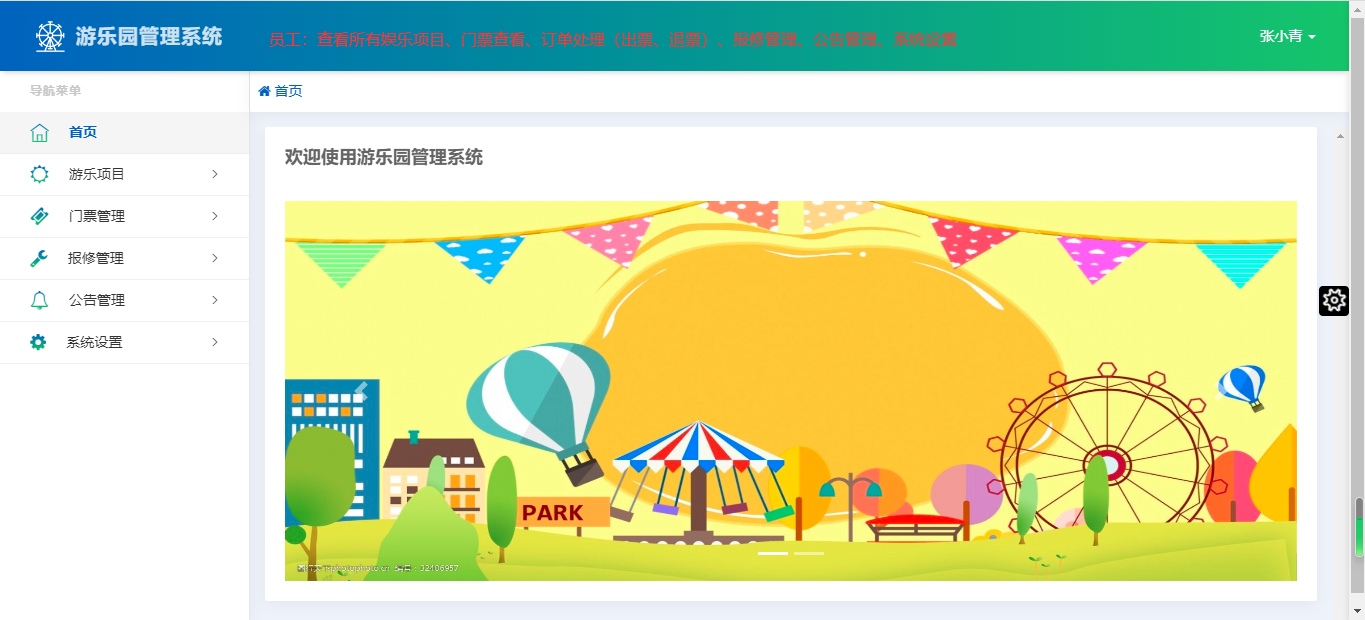 游乐园管理系统
员工：查看所有娱乐项目、门票查看、订单处理（出票、退票）、报修管理、公告管理、系统设置
张小青
导航菜单
首页
首页
游乐项目
门票管理
报修管理
公告管理
系统设置
欢迎使用游乐园管理系统
PARK
编号：32406957